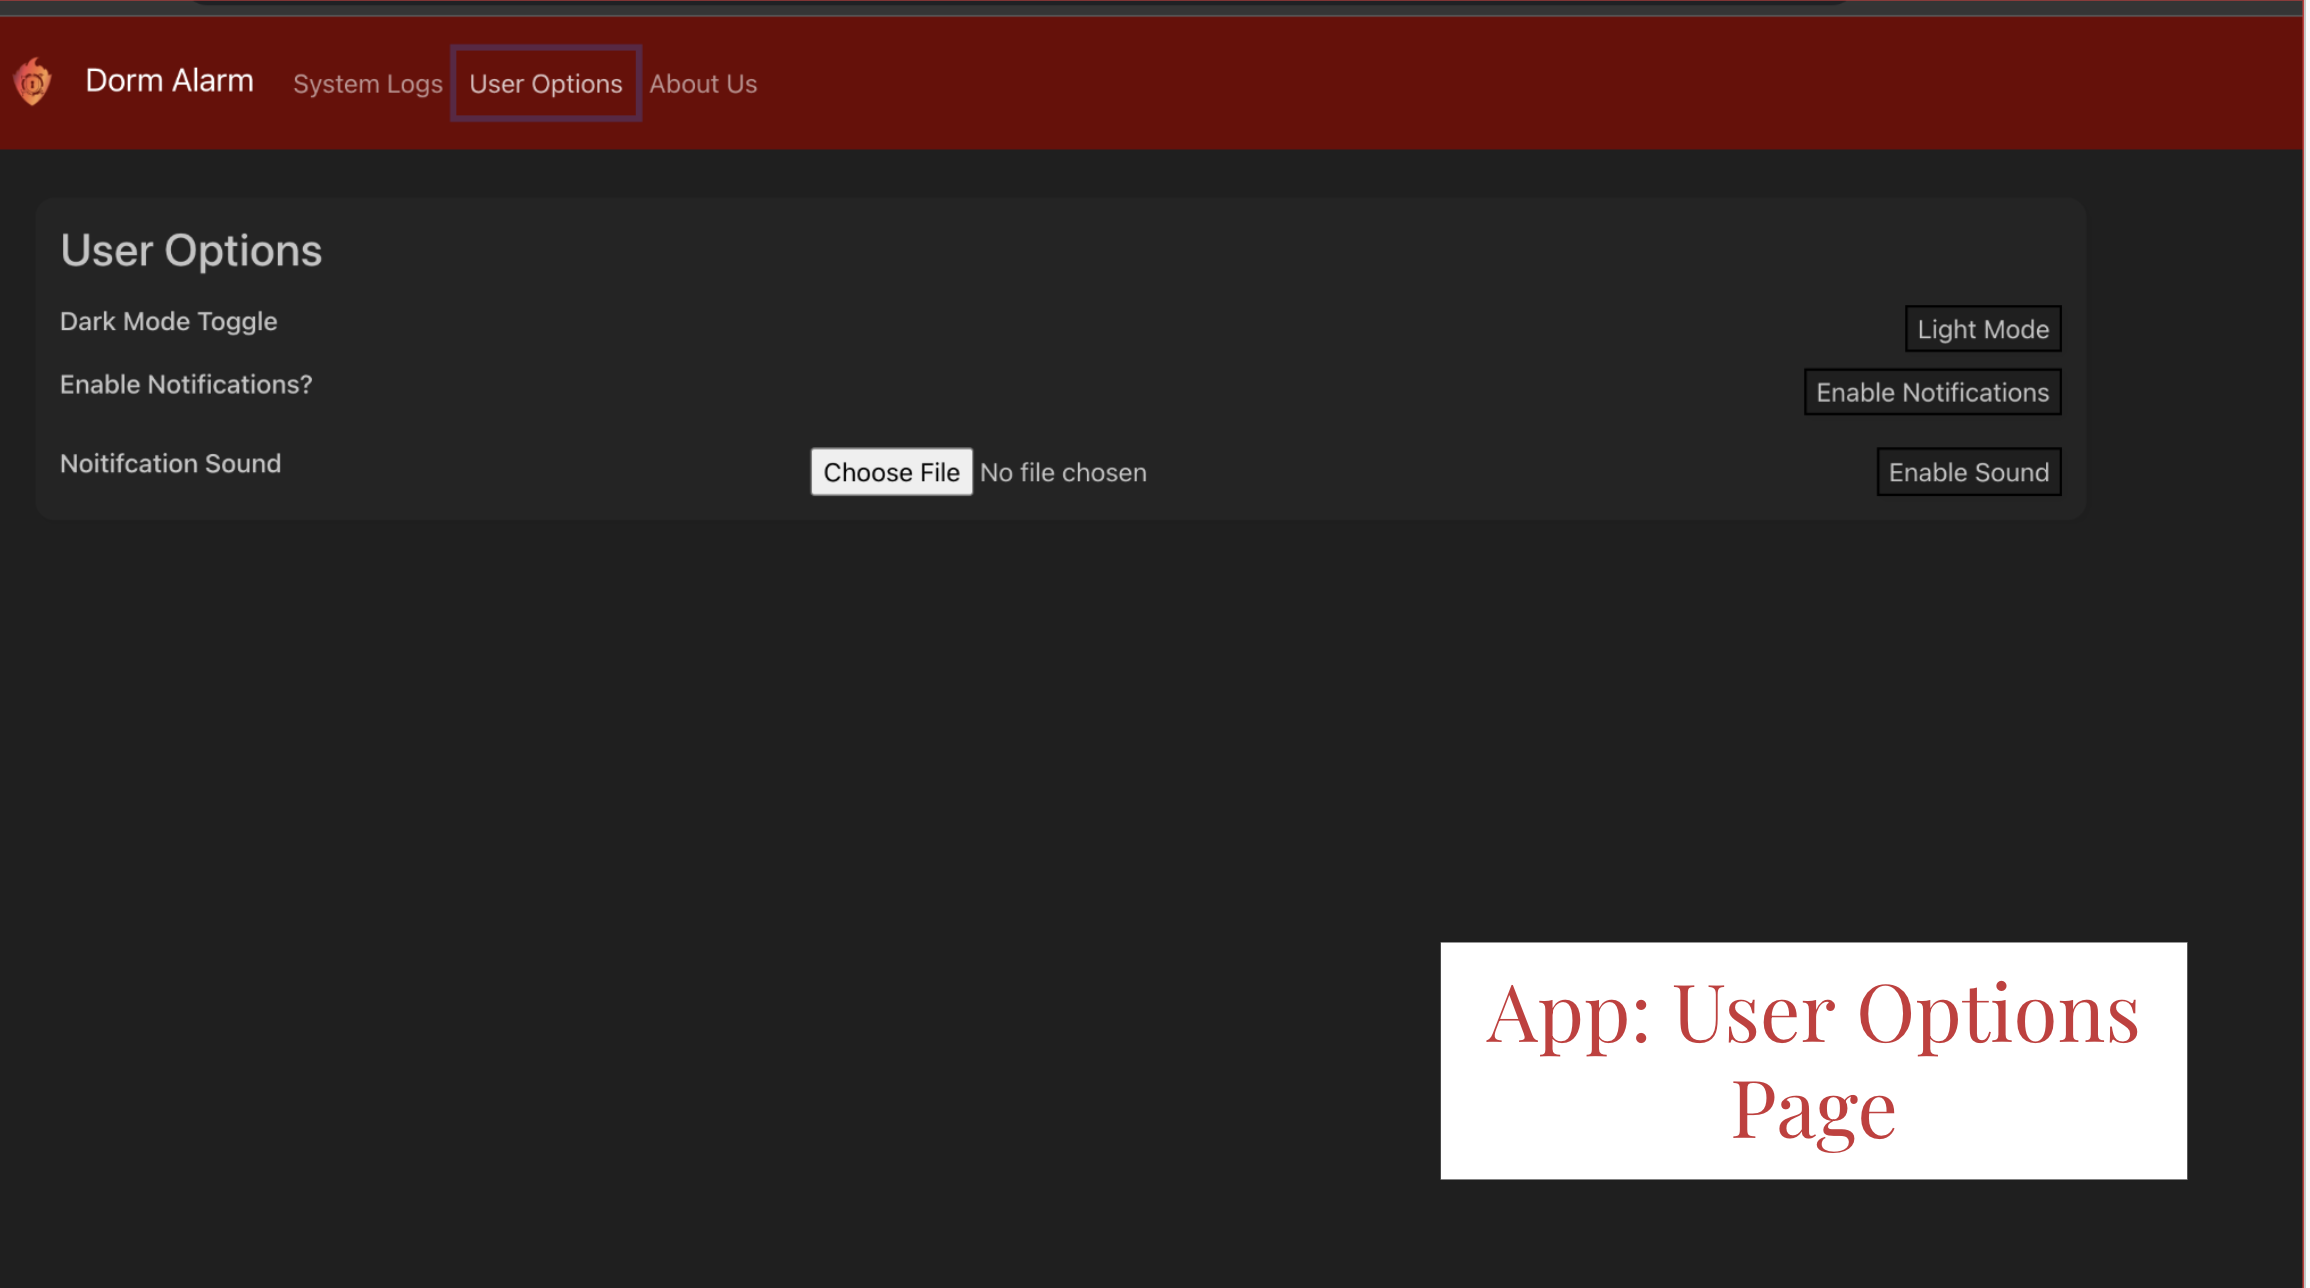 Dorm Alarm System Logs User Options About Us
User Options
Dark Mode Toggle Light Mode
Enable Notifications? Enable Notifications
Noitifcation Sound Choose File No file chosen Enable Sound
App: User Options
Page